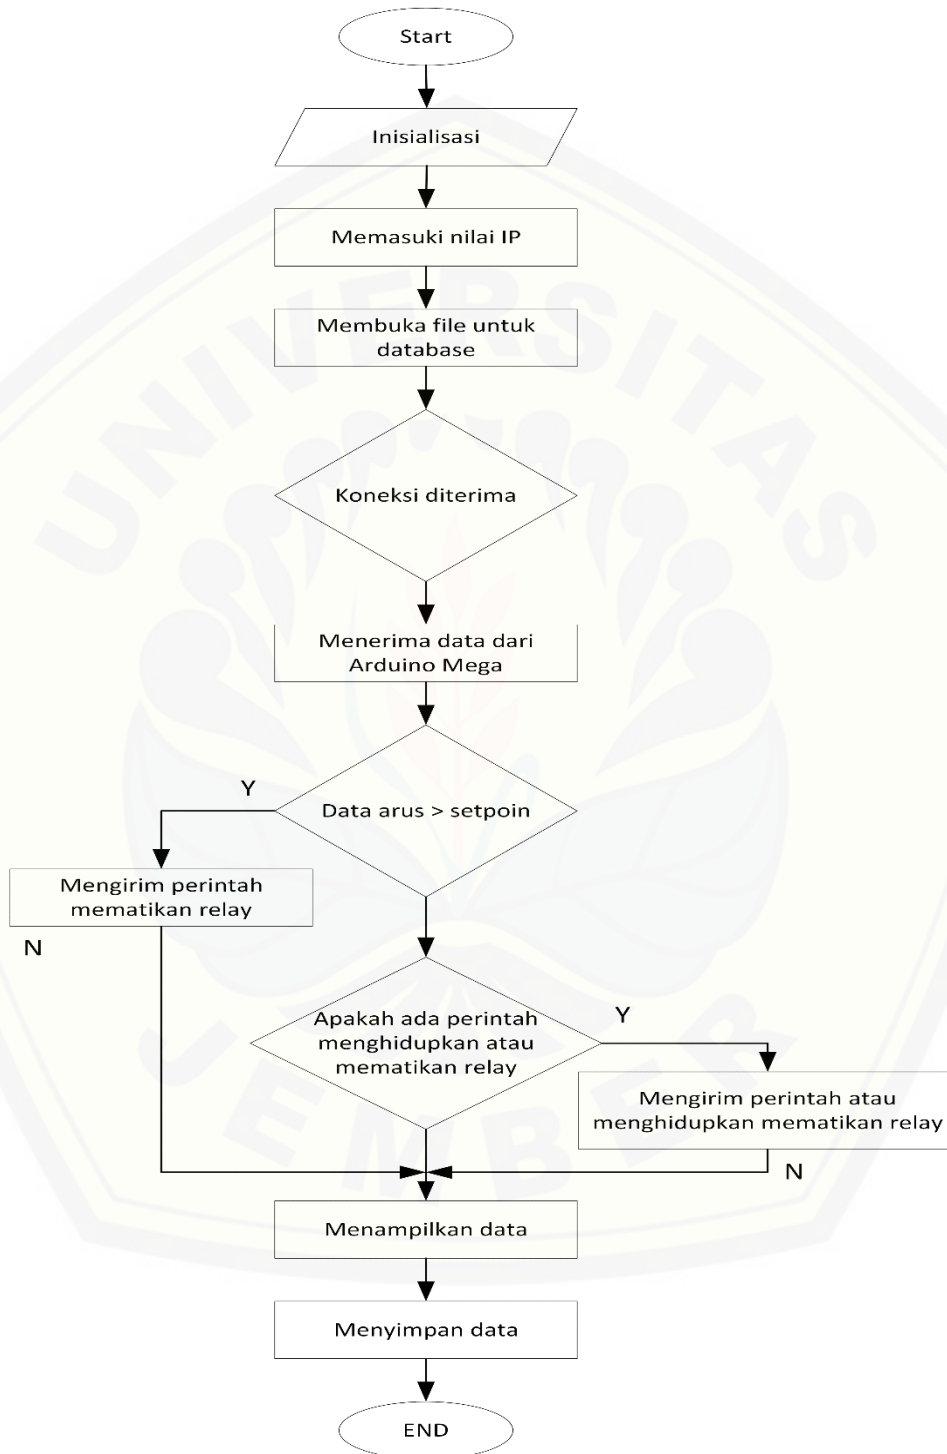 Start
Inisialisasi
Memasuki nilai IP
Membuka file untuk
database
Koneksi diterima
Menerima data dari
Arduino Mega
Y
Data arus > setpoin
Mengirim perintah
mematikan relay
N
Apakah ada perintah
menghidupkan atau
mematikan relay
Y
Mengirim perintah atau
menghidupkan mematikan relay
N
Menampilkan data
Menyimpan data
END
UNIVERSITAS
JEMBER